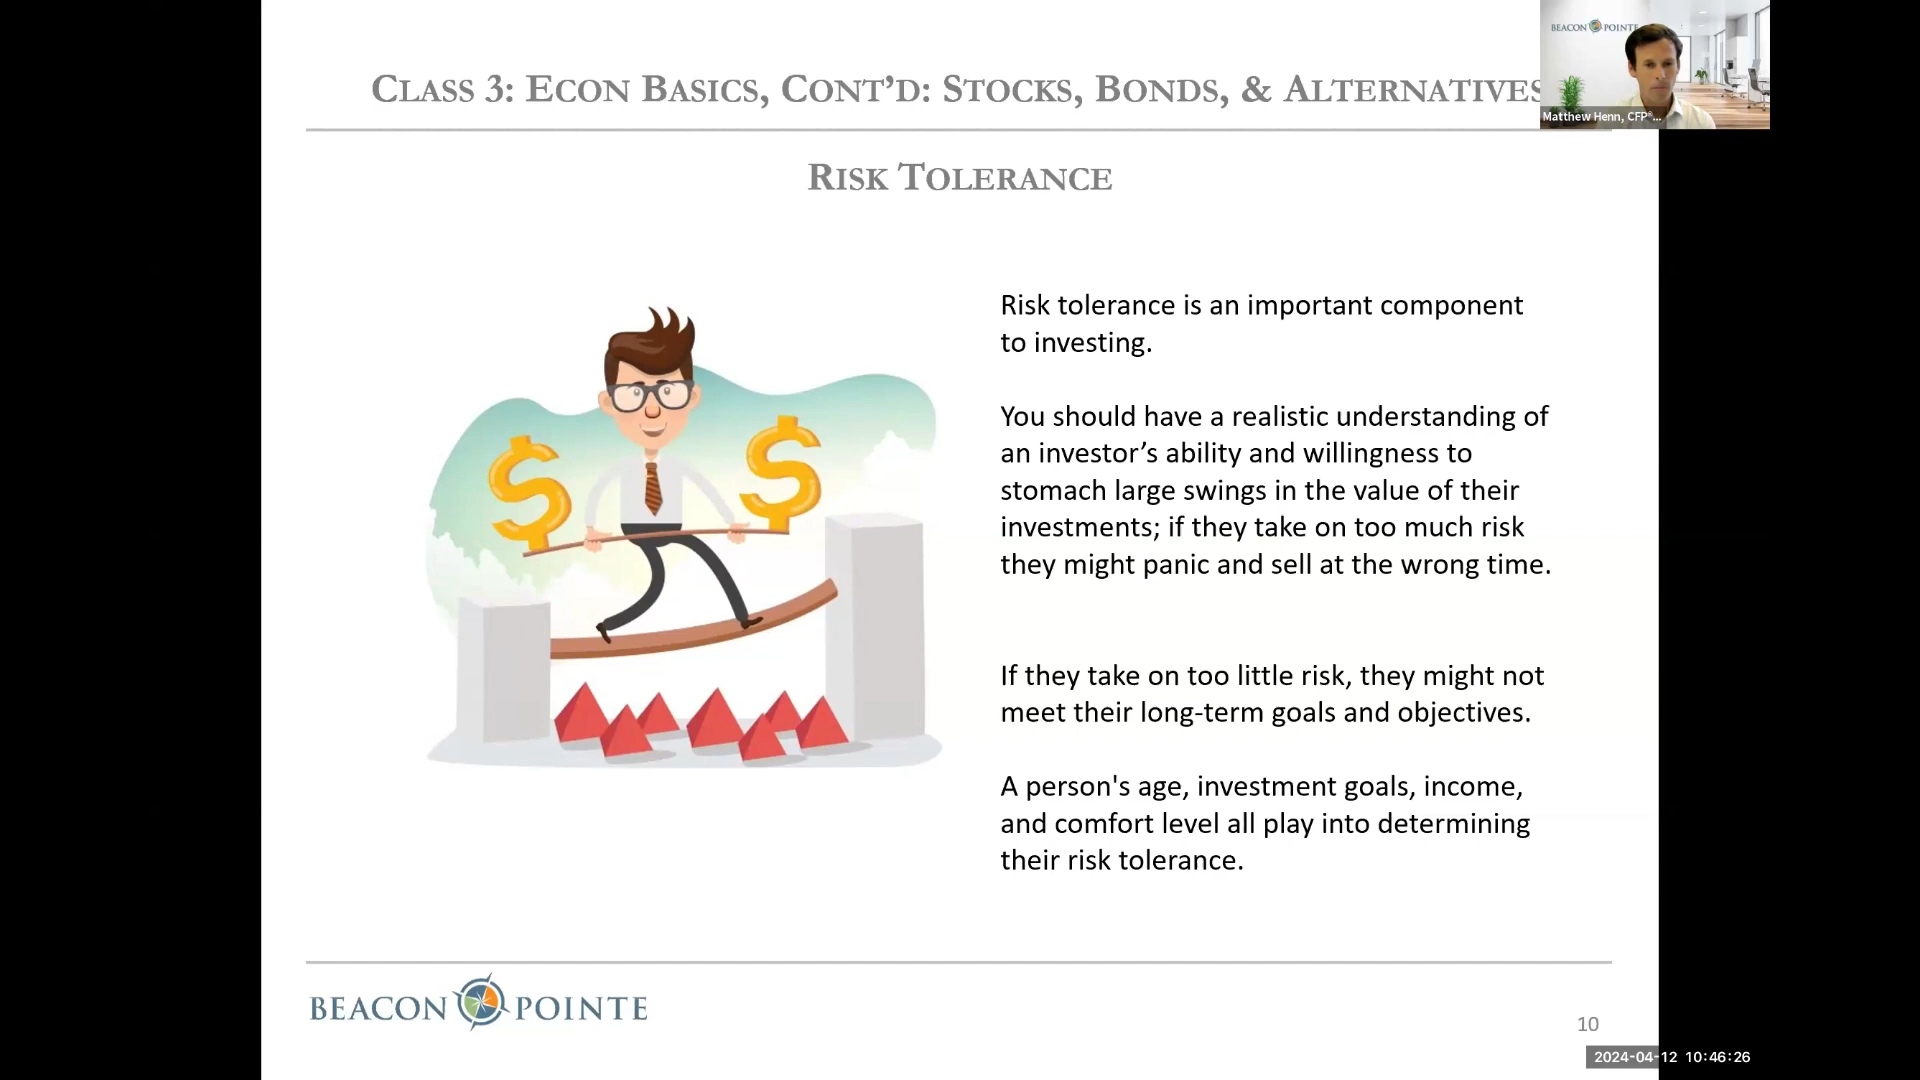 CLASS 3: ECON BASICS, CONT'D: STOCKS, BONDS, & ALTERNATIVES
BEACON POINTE
Matthew Henn, CFP®...
RISK TOLERANCE
$ $
Risk tolerance is an important component
to investing.
You should have a realistic understanding of
an investor’s ability and willingness to
stomach large swings in the value of their
investments; if they take on too much risk
they might panic and sell at the wrong time.
If they take on too little risk, they might not
meet their long-term goals and objectives.
A person's age, investment goals, income,
and comfort level all play into determining
their risk tolerance.
BEACON POINTE
10
2024-04-12 10:46:26